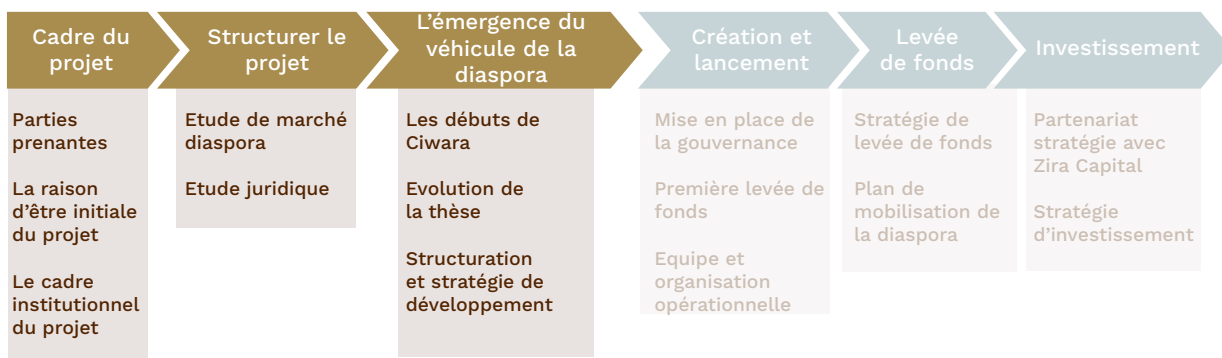 Cadre du
projet
Structurer le
projet
L’émergence du
véhicule de la
diaspora
Création et
lancement
Levée
de fonds
Investissement
Parties
prenantes
La raison
d’être initiale
du projet
Le cadre
institutionnel
du projet
Etude de marché
diaspora
Etude juridique
Les débuts de
Ciwara
Evolution de
la thèse
Structuration
et stratégie de
développement
Mise en place de
la gouvernance
Première levée de
fonds
Equipe et
organisation
opérationnelle
Stratégie de
levée de fonds
Plan de
mobilisation de
la diaspora
Partenariat
stratégie avec
Zira Capital
Stratégie
d’investissement